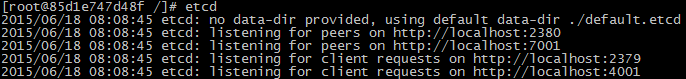 [root@85d1e747d48f /]# etcd
2015/06/18 08:08:45 etcd: no data-dir provided, using default data-dir ./default.etcd
2015/06/18 08:08:45 etcd: listening for peers on http://localhost:2380
2015/06/18 08:08:45 etcd: listening for peers on http://localhost:7001
2015/06/18 08:08:45 etcd: listening for client requests on http://localhost:2379
2015/06/18 08:08:45 etcd: listening for client requests on http://localhost:4001